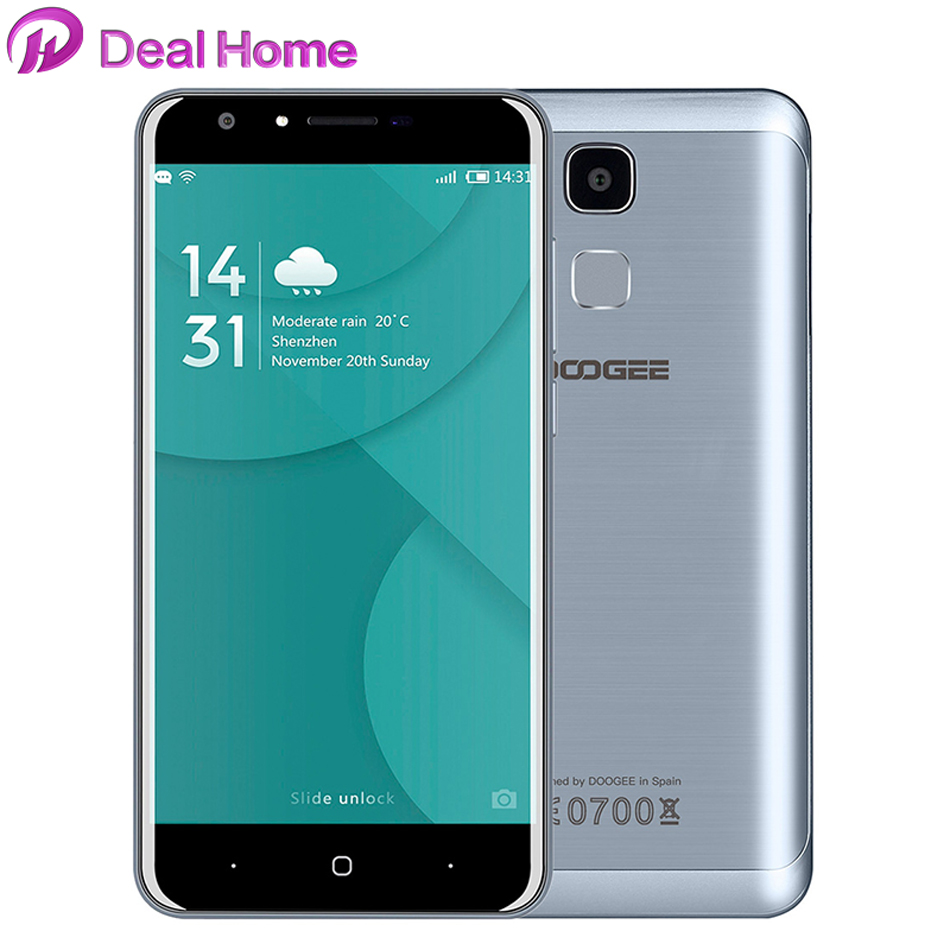 Deal Home
14:31
14
31
Moderate rain 20°C
Shenzhen
November 20th Sunday
DOOGEE
Slide unlock
by DOOGEE in Spain
0700